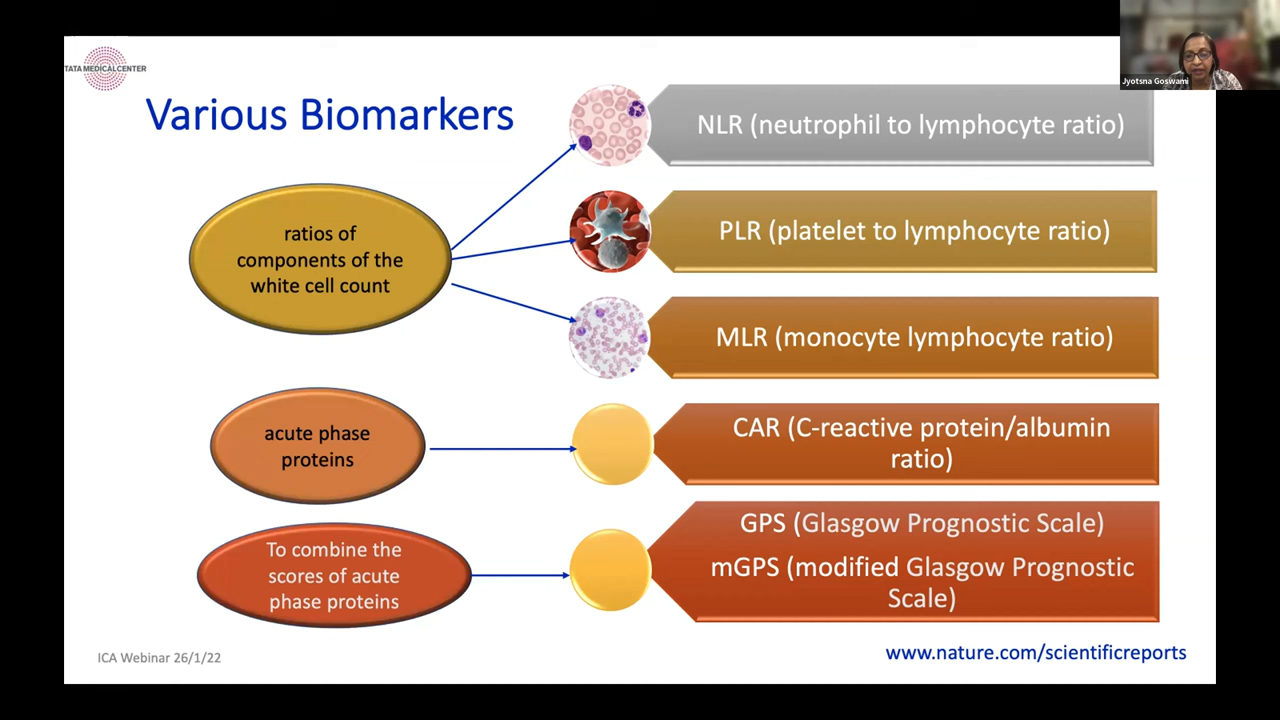 TATA MEDICAL CENTER
Jyotsna Goswami
Various Biomarkers
NLR (neutrophil to lymphocyte ratio)
ratios of
components of the
white cell count
PLR (platelet to lymphocyte ratio)
MLR (monocyte lymphocyte ratio)
acute phase
proteins
CAR (C-reactive protein/albumin
ratio)
To combine the
scores of acute
phase proteins
GPS (Glasgow Prognostic Scale)
mGPS (modified Glasgow Prognostic
Scale)
ICA Webinar 26/1/22
www.nature.com/scientificreports